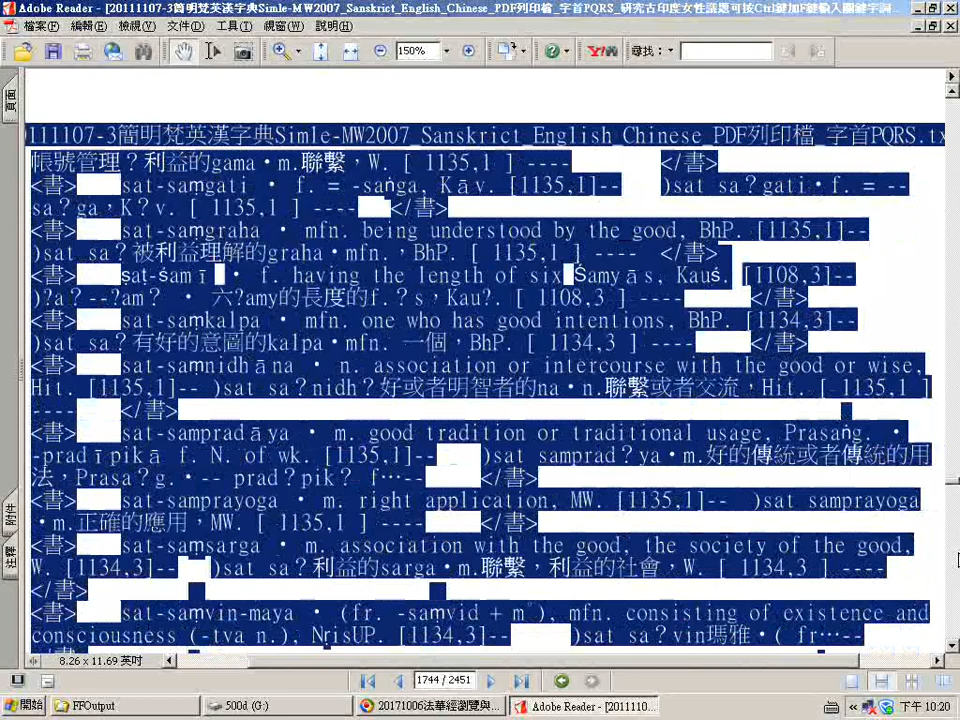 Adobe Reader - [20111107-3簡明梵英漢字典Simle-MW2007_Sanskrict_English_Chinese_PDF列印檔_字首PQRS_研究古印度女性議題可按Ctrl鍵加F鍵輸入關鍵字詞...
檔案(F) 編輯(E) 檢視(V) 文件(D) 工具(T) 視窗(W) 說明(H)
150% 尋找：
頁面
111107-3簡明梵英漢字典Simle-MW2007_Sanskrict_English_Chinese_PDF列印檔_字首PQRS.tx
帳號管理？利益的gama‧m.聯繫，W. [ 1135,1 ] ---- </書>
<書> sat-saṃgati ‧ f. = -saṅga, Kāv. [1135,1]-- )sat sa？gati‧f. = --
sa？ga,K？v. [ 1135,1 ] ---- </書>
<書> sat-saṃgraha ‧ mfn. being understood by the good, BhP. [1135,1]--
)sat sa？被利益理解的graha‧mfn.，BhP. [ 1135,1 ] ---- </書>
<書> ṣaṭ-śamī ‧ f. having the length of six Śamyās, Kauś. [1108,3]--
)?a？--?am？ ‧ 六?amy的長度的f.？s，Kau?. [ 1108,3 ] ---- </書>
<書> sat-saṃkalpa ‧ mfn. one who has good intentions, BhP. [1134,3]--
)sat sa？有好的意圖的kalpa‧mfn. 一個，BhP. [ 1134,3 ] ---- </書>
<書> sat-saṃnidhāna ‧ n. association or intercourse with the good or wise,
Hit. [1135,1]-- )sat sa？nidh？好或者明智者的na‧n.聯繫或者交流，Hit. [ 1135,1 ]
---- </書>
<書> sat-sampradāya ‧ m. good tradition or traditional usage, Prasaṅg. ‧
-pradīpikā f. N. of wk. [1135,1]-- )sat samprad？ya‧m.好的傳統或者傳統的用
法，Prasa？g.‧-- prad？pik？ f…-- </書>
<書> sat-samprayoga ‧ m. right application, MW. [1135,1]-- )sat samprayoga
‧m.正確的應用，MW. [ 1135,1 ] ---- </書>
<書> sat-saṃsarga ‧ m. association with the good, the society of the good,
W. [1134,3]-- )sat sa？利益的sarga‧m.聯繫，利益的社會，W. [ 1134,3 ] ----
</書>
<書> sat-saṃvin-maya ‧ (fr. -saṃvid + m°), mfn. consisting of existence and
consciousness (-tva n.), NṛisUP. [1134,3]-- )sat sa？vin瑪雅‧( fr…--
附件
注釋
8.26 x 11.69 英吋
1744 / 2451
開始 FFOutput 500d (G:) 20171006法華經瀏覽與... Adobe Reader - [2011110... 下午 10:20